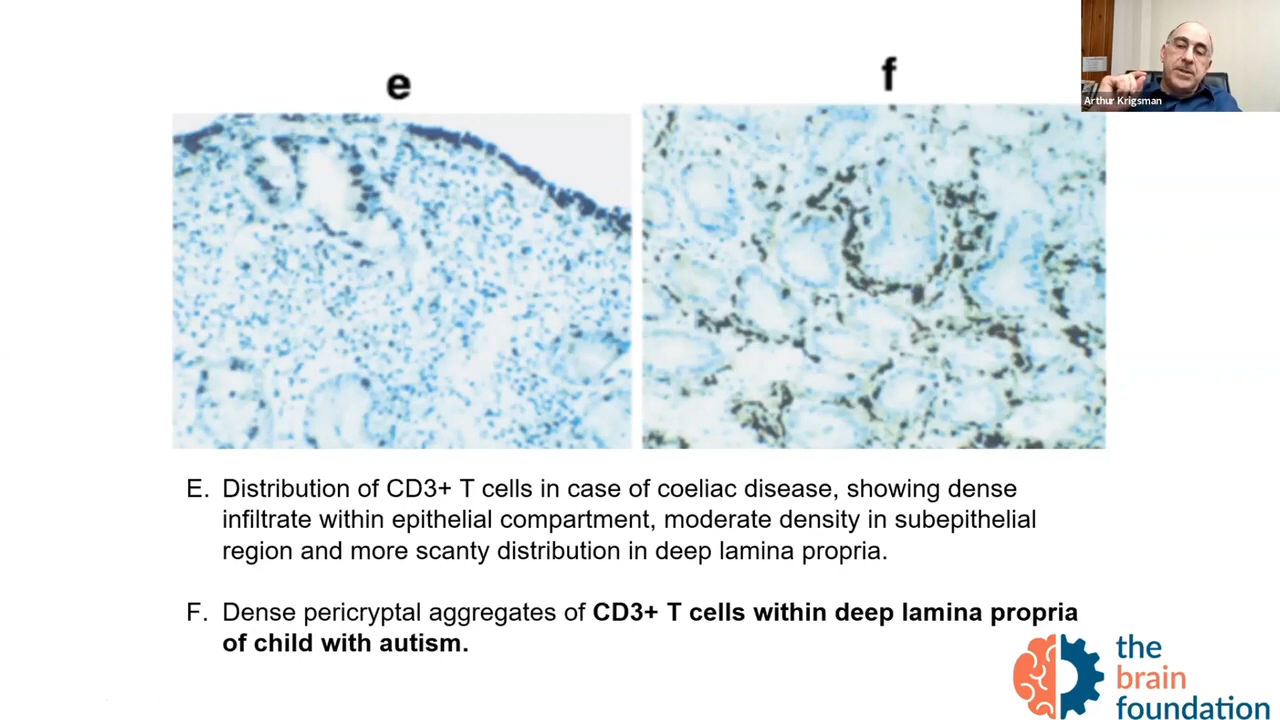 e
f
Arthur Krigsman
E. Distribution of CD3+ T cells in case of coeliac disease, showing dense
infiltrate within epithelial compartment, moderate density in subepithelial
region and more scanty distribution in deep lamina propria.
F. Dense pericryptal aggregates of CD3+ T cells within deep lamina propria
of child with autism.
the
brain
foundation